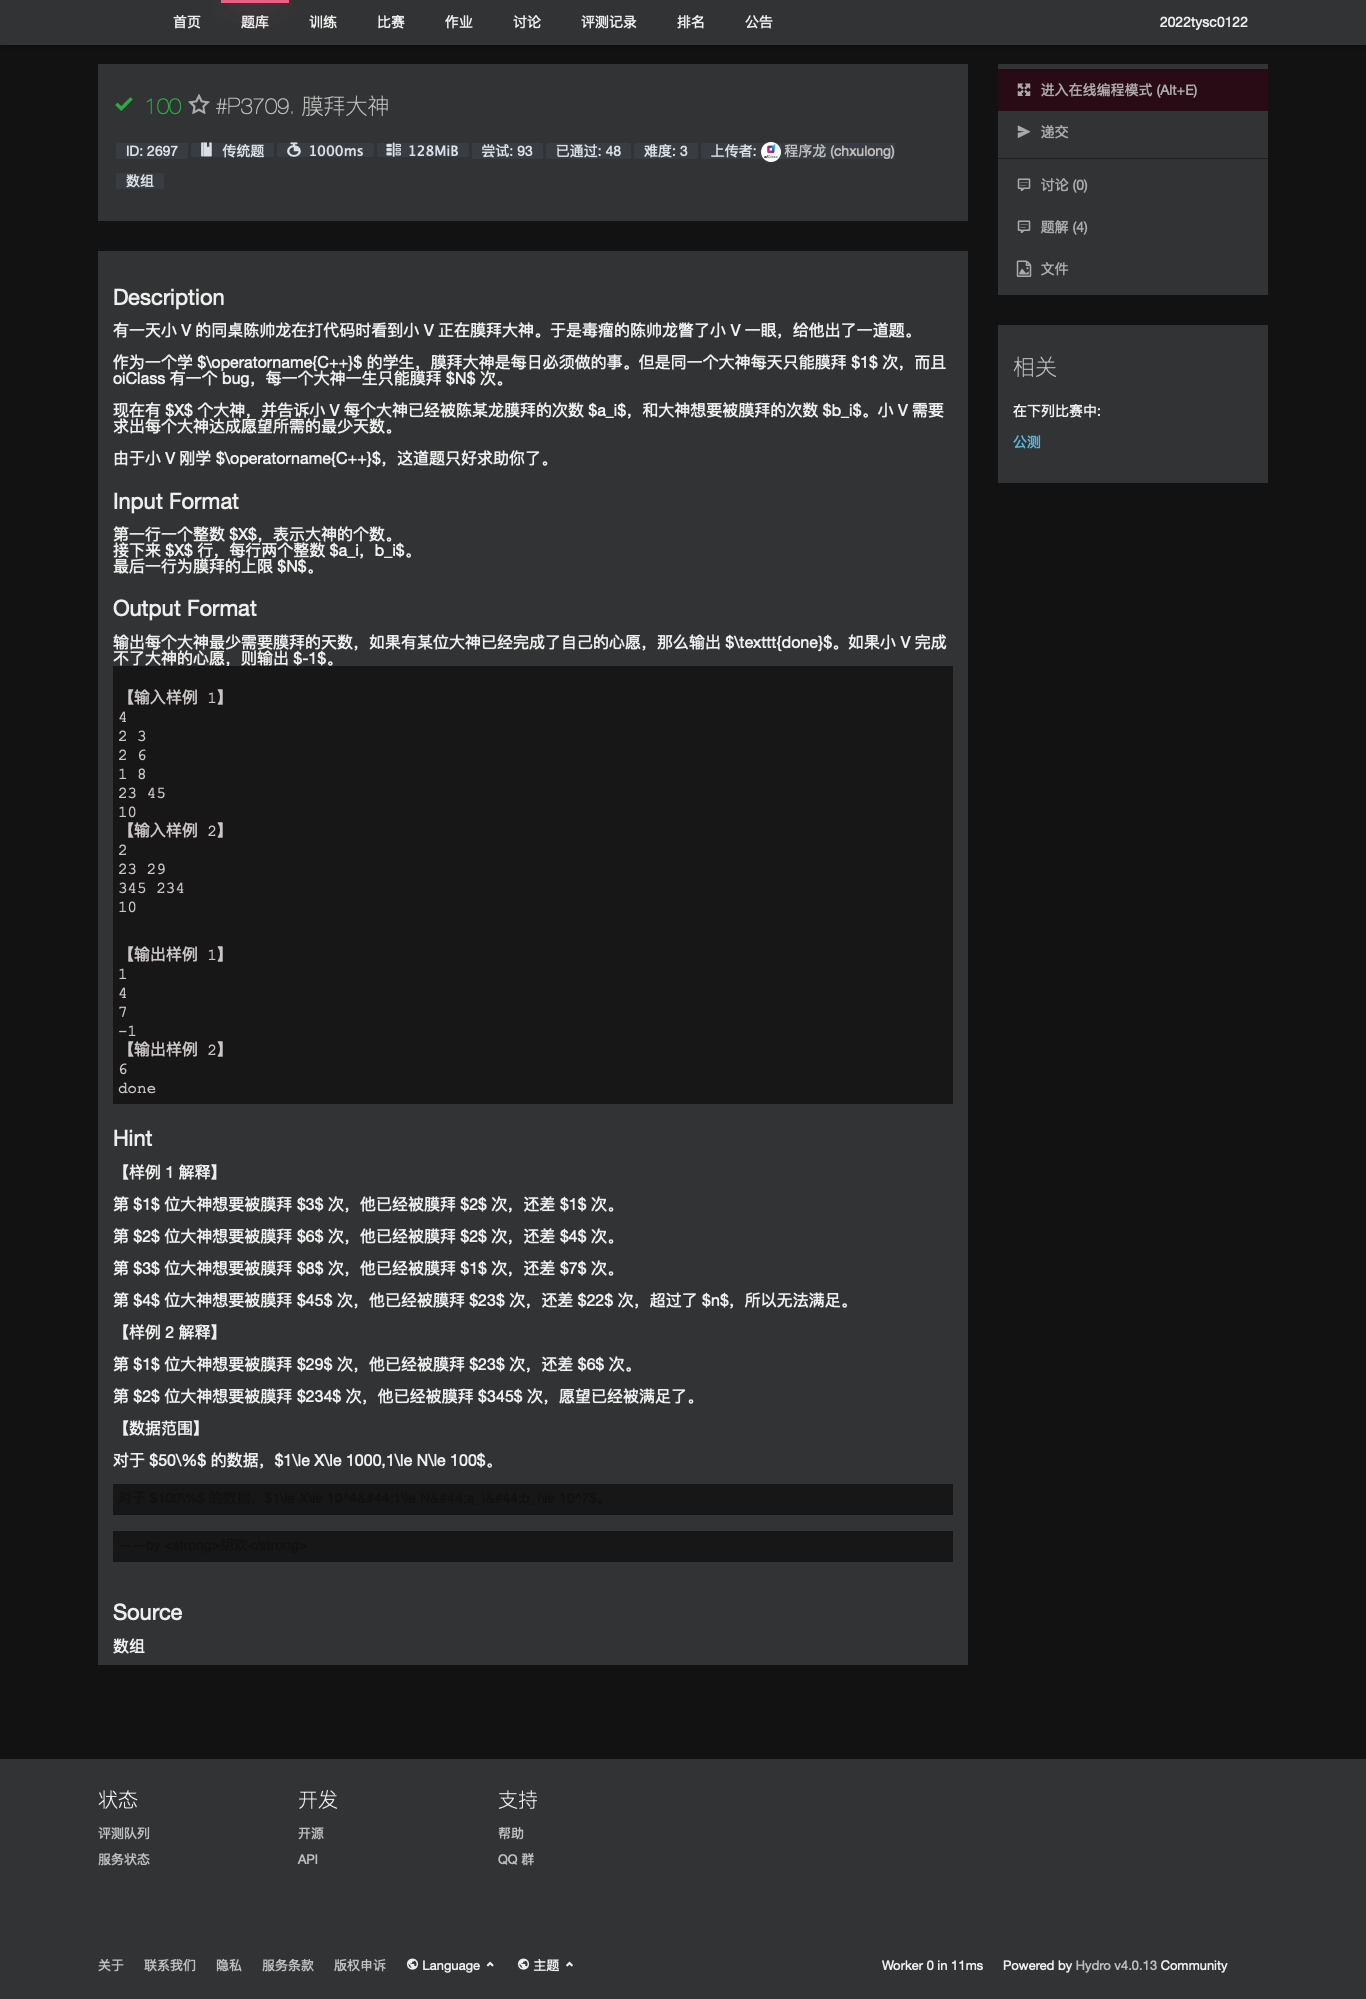 首页 题库 训练 比赛 作业 讨论 评测记录 排名 公告 2022tysc0122
100 #P3709. 膜拜大神
ID: 2697 传统题 1000ms 128MiB 尝试: 93 已通过: 48 难度: 3 上传者: 程序龙 (chxulong)
数组
进入在线编程模式 (Alt+E)
递交
讨论 (0)
题解 (4)
文件
相关
在下列比赛中:
公测
Description
有一天小 V 的同桌陈帅龙在打代码时看到小 V 正在膜拜大神。于是毒瘤的陈帅龙瞥了小 V 一眼，给他出了一道题。
作为一个学 $\operatorname{C++}$ 的学生，膜拜大神是每日必须做的事。但是同一个大神每天只能膜拜 $1$ 次，而且
oiClass 有一个 bug，每一个大神一生只能膜拜 $N$ 次。
现在有 $X$ 个大神，并告诉小 V 每个大神已经被陈某龙膜拜的次数 $a_i$，和大神想要被膜拜的次数 $b_i$。小 V 需要
求出每个大神达成愿望所需的最少天数。
由于小 V 刚学 $\operatorname{C++}$，这道题只好求助你了。
Input Format
第一行一个整数 $X$，表示大神的个数。
接下来 $X$ 行，每行两个整数 $a_i，b_i$。
最后一行为膜拜的上限 $N$。
Output Format
输出每个大神最少需要膜拜的天数，如果有某位大神已经完成了自己的心愿，那么输出 $\texttt{done}$。如果小 V 完成
不了大神的心愿，则输出 $-1$。
【输入样例 1】
4
2 3
2 6
1 8
23 45
10
【输入样例 2】
2
23 29
345 234
10
【输出样例 1】
1
4
7
-1
【输出样例 2】
6
done
Hint
【样例 1 解释】
第 $1$ 位大神想要被膜拜 $3$ 次，他已经被膜拜 $2$ 次，还差 $1$ 次。
第 $2$ 位大神想要被膜拜 $6$ 次，他已经被膜拜 $2$ 次，还差 $4$ 次。
第 $3$ 位大神想要被膜拜 $8$ 次，他已经被膜拜 $1$ 次，还差 $7$ 次。
第 $4$ 位大神想要被膜拜 $45$ 次，他已经被膜拜 $23$ 次，还差 $22$ 次，超过了 $n$，所以无法满足。
【样例 2 解释】
第 $1$ 位大神想要被膜拜 $29$ 次，他已经被膜拜 $23$ 次，还差 $6$ 次。
第 $2$ 位大神想要被膜拜 $234$ 次，他已经被膜拜 $345$ 次，愿望已经被满足了。
【数据范围】
对于 $50\%$ 的数据，$1\le X\le 1000,1\le N\le 100$。
对于 $100\%$ 的数据，$1\le X\le 10^4&#44;1\le N&#44;a_i&#44;b_i\le 10^7$。
Source
数组
状态 开发 支持
评测队列 开源 帮助
服务状态 API QQ 群
关于 联系我们 隐私 服务条款 版权申诉 Language 主题 Worker 0 in 11ms Powered by Hydro v4.0.13 Community